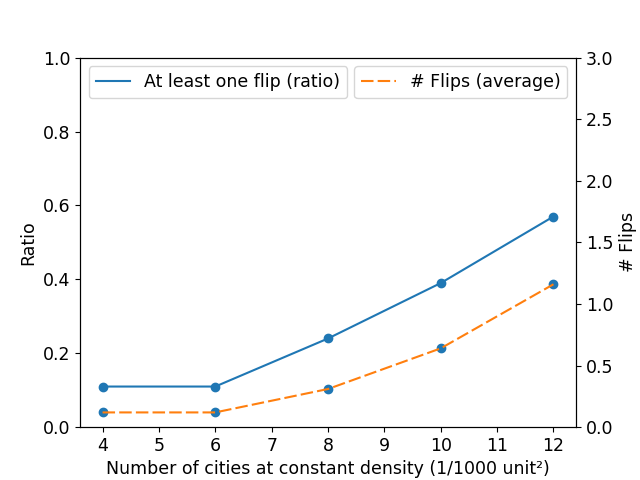 At least one flip (ratio)
# Flips (average)
1.0
0.8
0.6
0.4
0.2
0.0
Ratio
3.0
2.5
2.0
1.5
1.0
0.5
0.0
# Flips
4 5 6 7 8 9 10 11 12
Number of cities at constant density (1/1000 unit²)